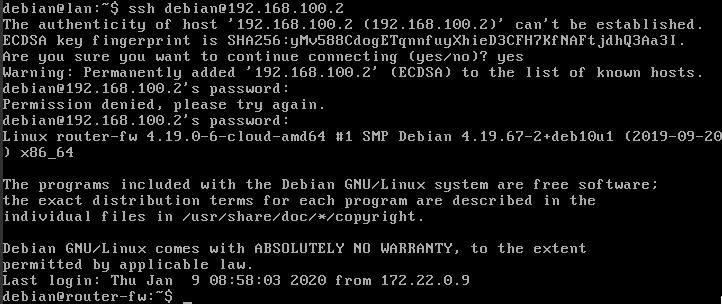 debian@lan:~$ ssh debian@192.168.100.2
The authenticity of host '192.168.100.2 (192.168.100.2)' can't be established.
ECDSA key fingerprint is SHA256:yMv588CdogETqnnfuyXhieD3CFH7KfNAFtjdhQ3Aa3I.
Are you sure you want to continue connecting (yes/no)? yes
Warning: Permanently added '192.168.100.2' (ECDSA) to the list of known hosts.
debian@192.168.100.2's password:
Permission denied, please try again.
debian@192.168.100.2's password:
Linux router-fw 4.19.0-6-cloud-amd64 #1 SMP Debian 4.19.67-2+deb10u1 (2019-09-20
) x86_64
The programs included with the Debian GNU/Linux system are free software;
the exact distribution terms for each program are described in the
individual files in /usr/share/doc/*/copyright.
Debian GNU/Linux comes with ABSOLUTELY NO WARRANTY, to the extent
permitted by applicable law.
Last login: Thu Jan  9 08:58:03 2020 from 172.22.0.9
debian@router-fw:~$ _